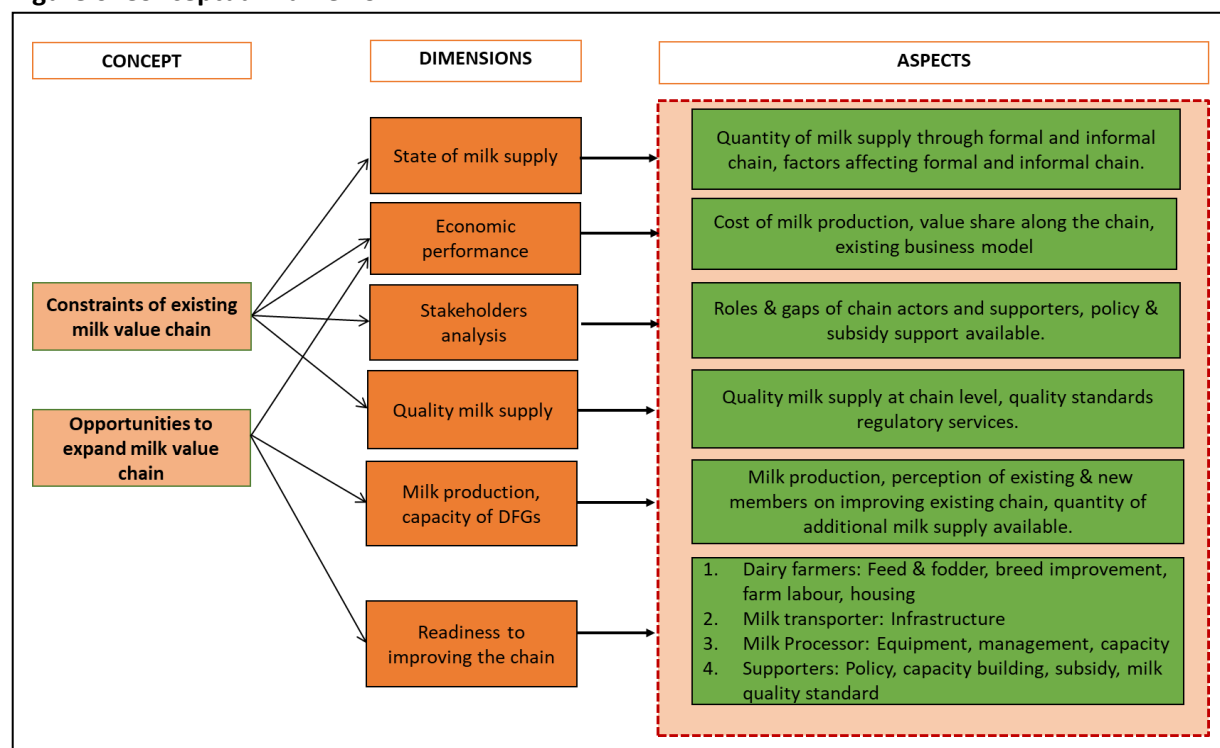 CONCEPT
DIMENSIONS
ASPECTS
Constraints of existing
milk value chain
Opportunities to
expand milk value
chain
State of milk supply
Economic
performance
Stakeholders
analysis
Quality milk supply
Milk production,
capacity of DFGs
Readiness to
improving the chain
Quantity of milk supply through formal and informal
chain, factors affecting formal and informal chain.
Cost of milk production, value share along the chain,
existing business model
Roles & gaps of chain actors and supporters, policy &
subsidy support available.
Quality milk supply at chain level, quality standards
regulatory services.
Milk production, perception of existing & new
members on improving existing chain, quantity of
additional milk supply available.
1. Dairy farmers: Feed & fodder, breed improvement,
farm labour, housing
2. Milk transporter: Infrastructure
3. Milk Processor: Equipment, management, capacity
4. Supporters: Policy, capacity building, subsidy, milk
quality standard